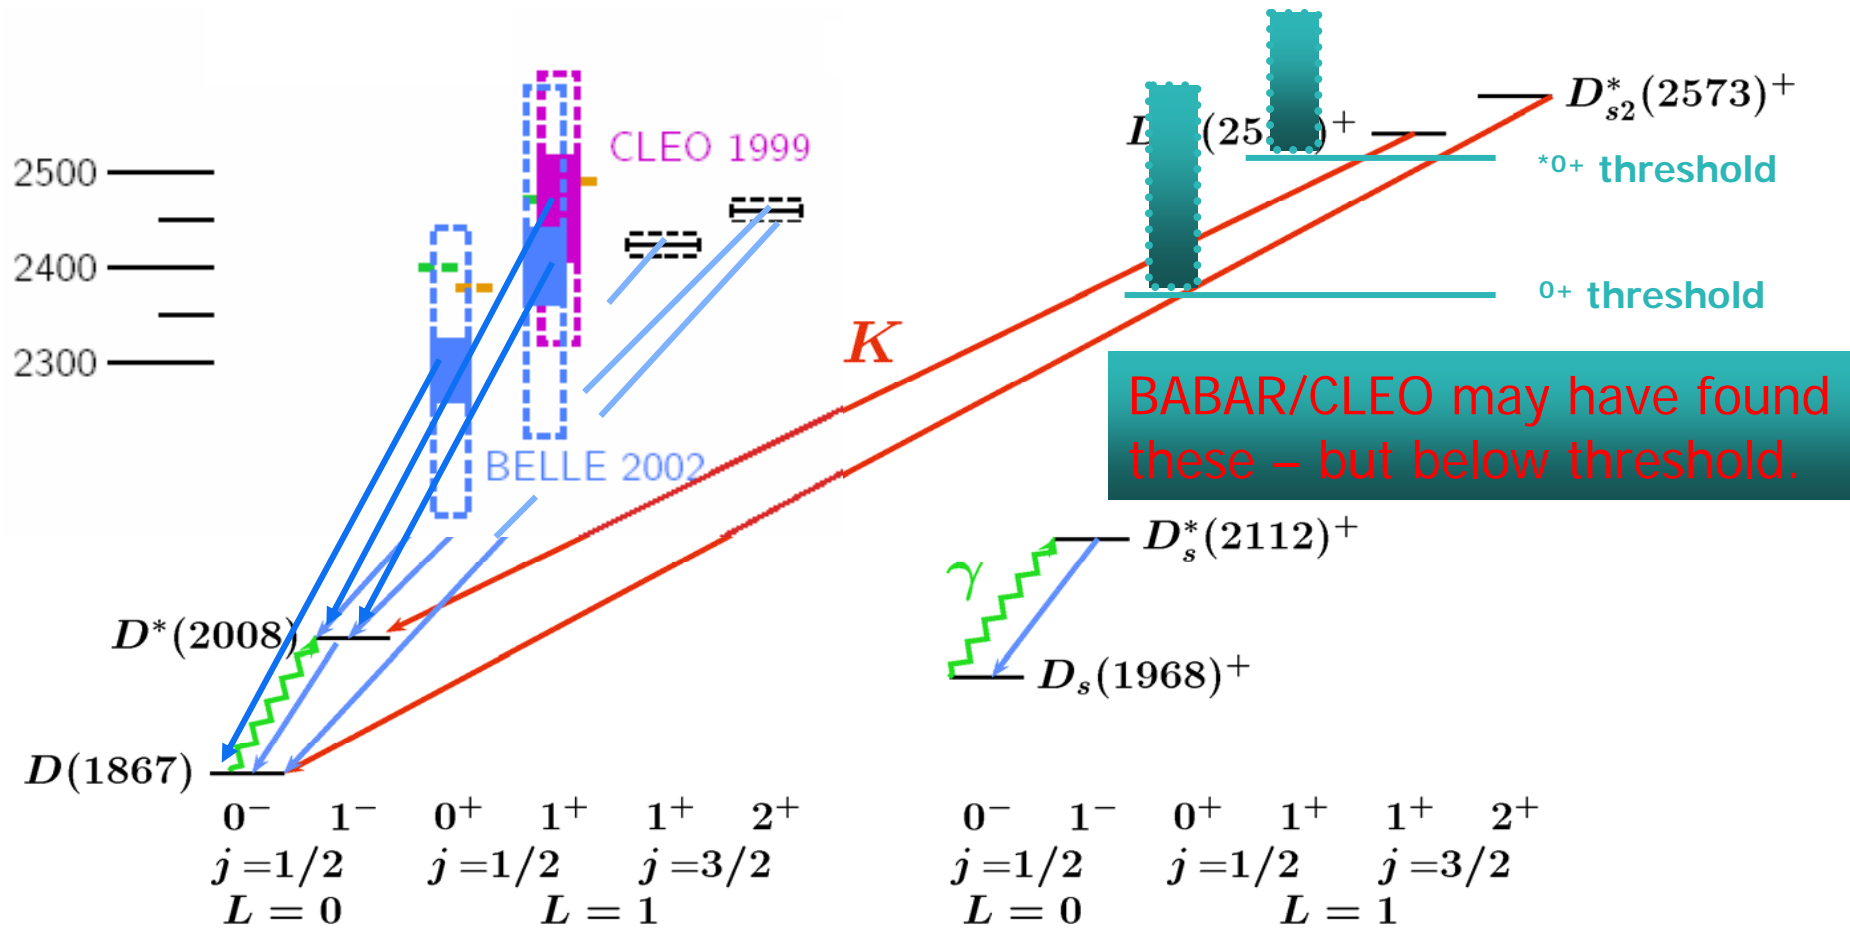 CLEO 1999
2500
2400
2300
BELLE 2002
K
D*s2(2573)+
(25 )+
*0+ threshold
0+ threshold
BABAR/CLEO may have found
these – but below threshold.
D*s(2112)+
γ
Ds(1968)+
D*(2008)
D(1867)
0− 1− 0+ 1+ 1+ 2+ 0− 1− 0+ 1+ 1+ 2+
j=1/2 j=1/2 j=3/2 j=1/2 j=1/2 j=3/2
L = 0 L = 1 L = 0 L = 1